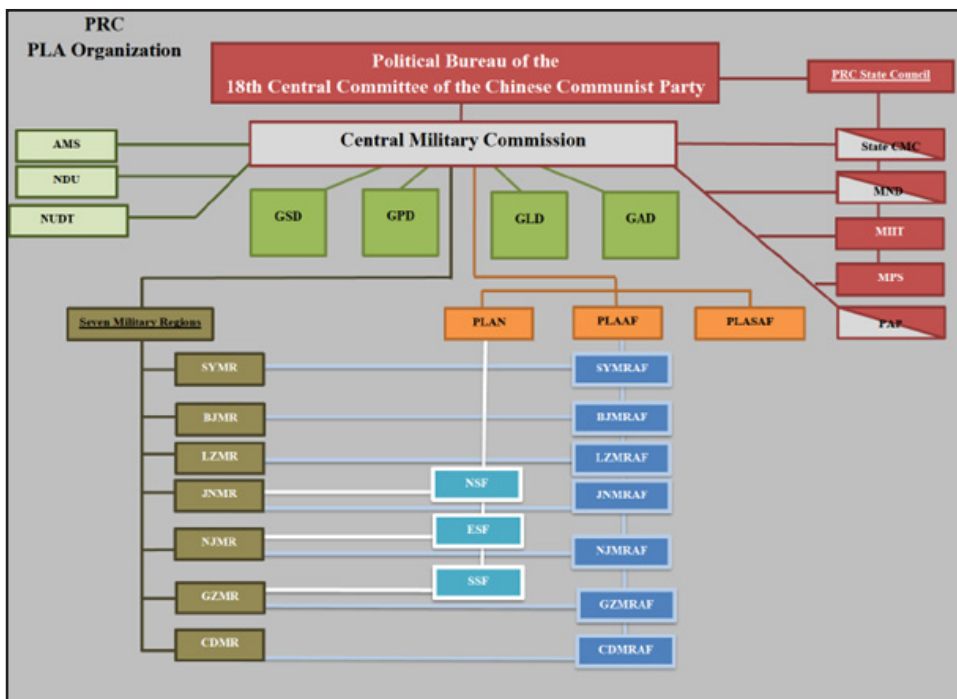 PRC
PLA Organization
Political Bureau of the
18th Central Committee of the Chinese Communist Party
PRC State Council
Central Military Commission
AMS
NDU
NUDT
State CMC
MND
MIIT
MPS
PAP
GSD
GPD
GLD
GAD
Seven Military Regions
PLAN
PLAAF
PLASAF
SYMR
SYMRAF
BJMR
BJMRAF
LZMR
LZMRAF
NSF
JNMR
JNMRAF
ESF
NJMR
NJMRAF
SSF
GZMR
GZMRAF
CDMR
CDMRAF